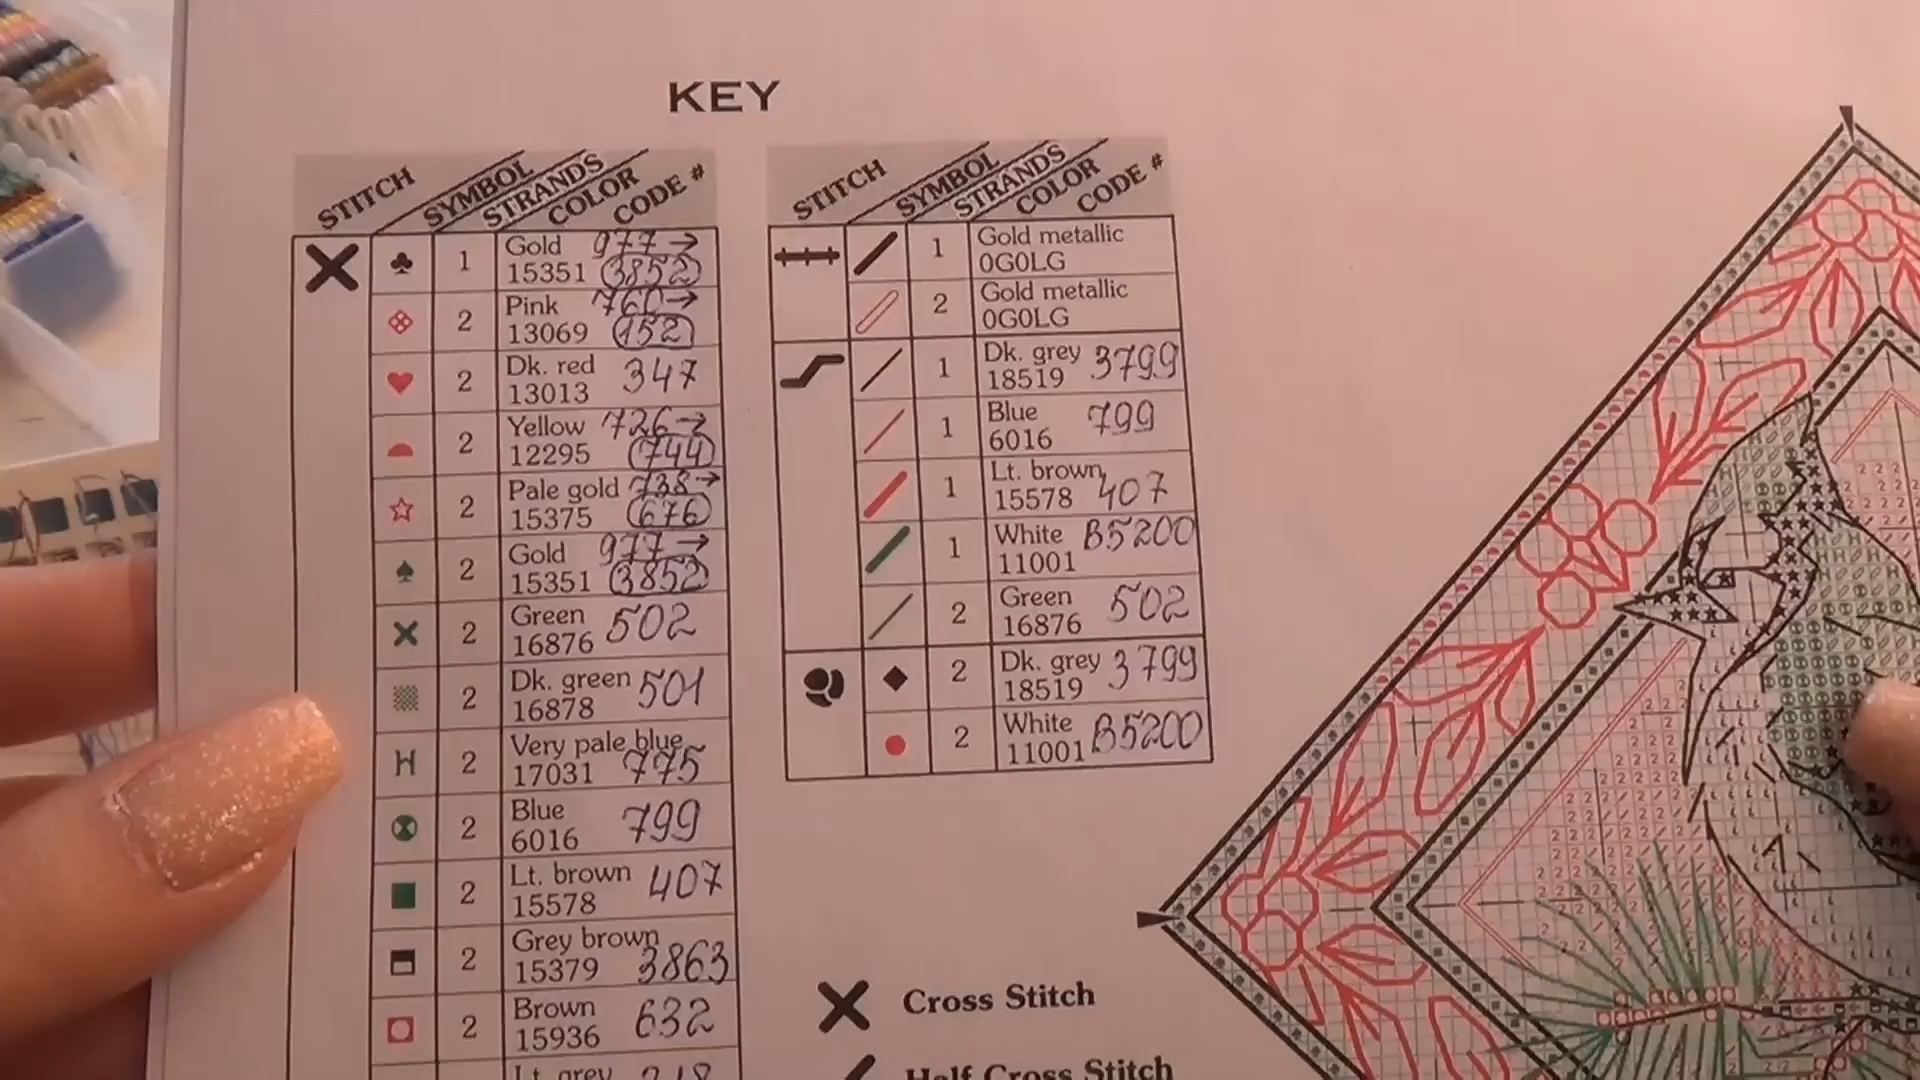 KEY
STITCH SYMBOL STRANDS COLOR CODE #
1 Gold 977→
15351 3852
2 Pink 760→
13069 152
2 Dk. red 347
13013
2 Yellow 726→
12295 744
2 Pale gold 738→
15375 676
2 Gold 977→
15351 3852
2 Green 502
16876
2 Dk. green 501
16878
H 2 Very pale blue
17031 775
2 Blue 799
6016
2 Lt. brown 407
15578
2 Grey brown
15379 3863
2 Brown 632
15936
Lt. grey
STITCH SYMBOL STRANDS COLOR CODE #
1 Gold metallic
0G0LG
2 Gold metallic
0G0LG
1 Dk. grey 3799
18519
1 Blue 799
6016
1 Lt. brown
15578 407
1 White B5200
11001
2 Green 502
16876
2 Dk. grey 3799
18519
2 White
11001 B5200
Cross Stitch
Half Cross Stitch